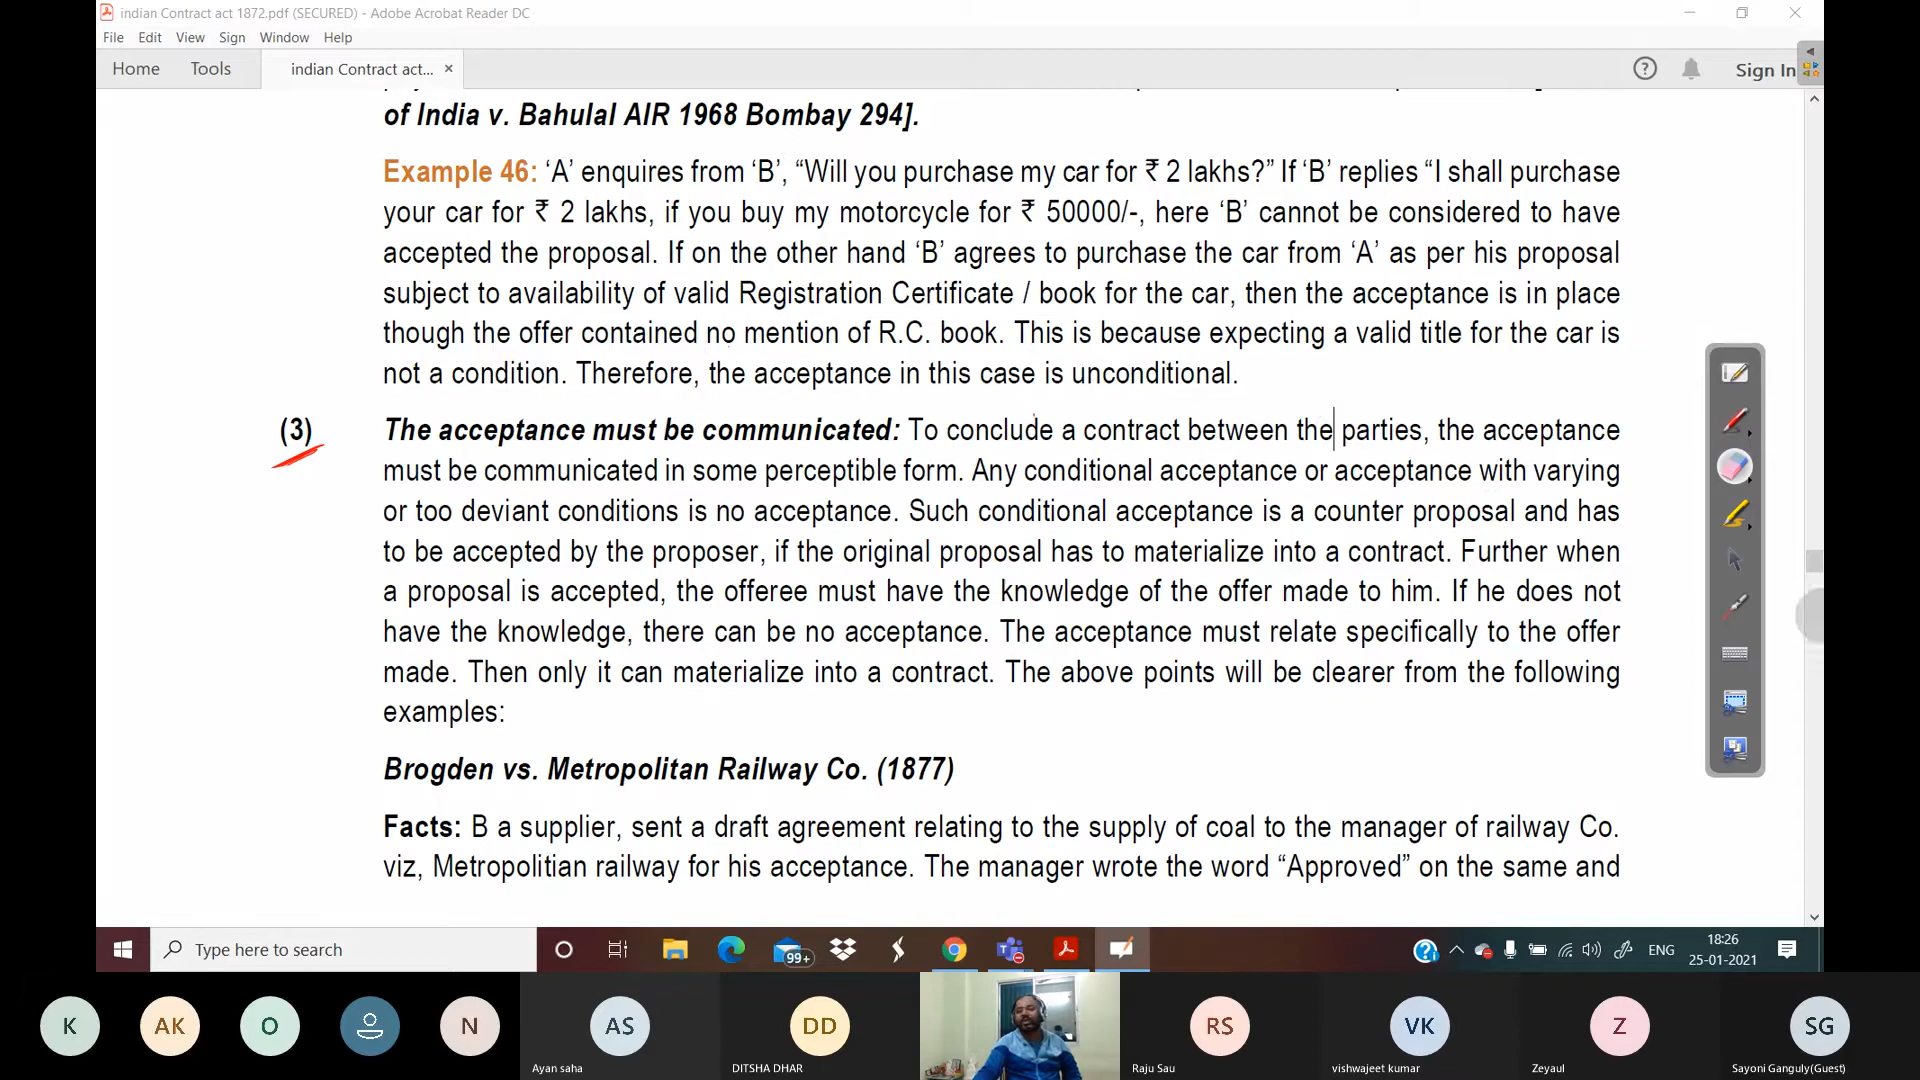 indian Contract act 1872.pdf (SECURED) - Adobe Acrobat Reader DC
File Edit View Sign Window Help
Home Tools indian Contract act... × Sign In
of India v. Bahulal AIR 1968 Bombay 294].
Example 46: ‘A’ enquires from ‘B’, “Will you purchase my car for ₹ 2 lakhs?” If ‘B’ replies “I shall purchase
your car for ₹ 2 lakhs, if you buy my motorcycle for ₹ 50000/-, here ‘B’ cannot be considered to have
accepted the proposal. If on the other hand ‘B’ agrees to purchase the car from ‘A’ as per his proposal
subject to availability of valid Registration Certificate / book for the car, then the acceptance is in place
though the offer contained no mention of R.C. book. This is because expecting a valid title for the car is
not a condition. Therefore, the acceptance in this case is unconditional.
(3) The acceptance must be communicated: To conclude a contract between the parties, the acceptance
must be communicated in some perceptible form. Any conditional acceptance or acceptance with varying
or too deviant conditions is no acceptance. Such conditional acceptance is a counter proposal and has
to be accepted by the proposer, if the original proposal has to materialize into a contract. Further when
a proposal is accepted, the offeree must have the knowledge of the offer made to him. If he does not
have the knowledge, there can be no acceptance. The acceptance must relate specifically to the offer
made. Then only it can materialize into a contract. The above points will be clearer from the following
examples:
Brogden vs. Metropolitan Railway Co. (1877)
Facts: B a supplier, sent a draft agreement relating to the supply of coal to the manager of railway Co.
viz, Metropolitian railway for his acceptance. The manager wrote the word “Approved” on the same and
Type here to search 99+ ENG 18:26
25-01-2021
K AK O N AS DD RS VK Z SG
Ayan saha DITSHA DHAR Raju Sau vishwajeet kumar Zeyaul Sayoni Ganguly(Guest)